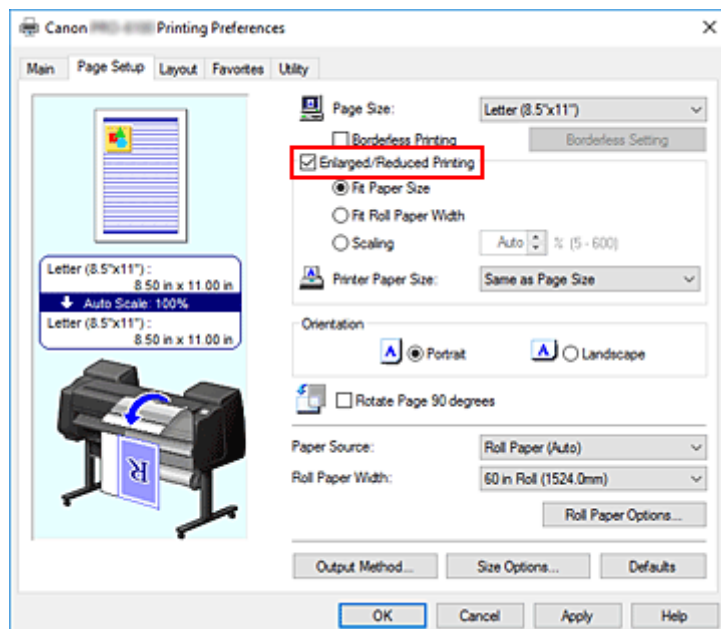 Canon Printing Preferences
Main Page Setup Layout Favorites Utility
Page Size: Letter (8.5"x11")
Borderless Printing Borderless Setting
Enlarged/Reduced Printing
Fit Paper Size
Fit Roll Paper Width
Scaling Auto % (5 - 600)
Printer Paper Size: Same as Page Size
Letter (8.5"x11") :
8.50 in x 11.00 in
Auto Scale: 100%
Letter (8.5"x11") :
8.50 in x 11.00 in
R
Orientation
A Portrait A Landscape
Rotate Page 90 degrees
Paper Source: Roll Paper (Auto)
Roll Paper Width: 60 in Roll (1524.0mm)
Roll Paper Options...
Output Method... Size Options... Defaults
OK Cancel Apply Help